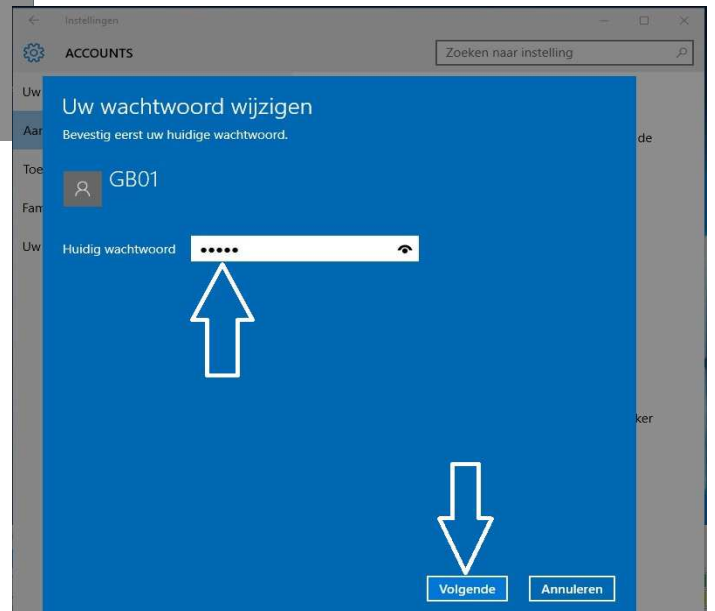 Instellingen
ACCOUNTS
Zoeken naar instelling
Uw
Aan
Toe
Fam
Uw
de
ker
Uw wachtwoord wijzigen
Bevestig eerst uw huidige wachtwoord.
GB01
Huidig wachtwoord •••••
Volgende Annuleren